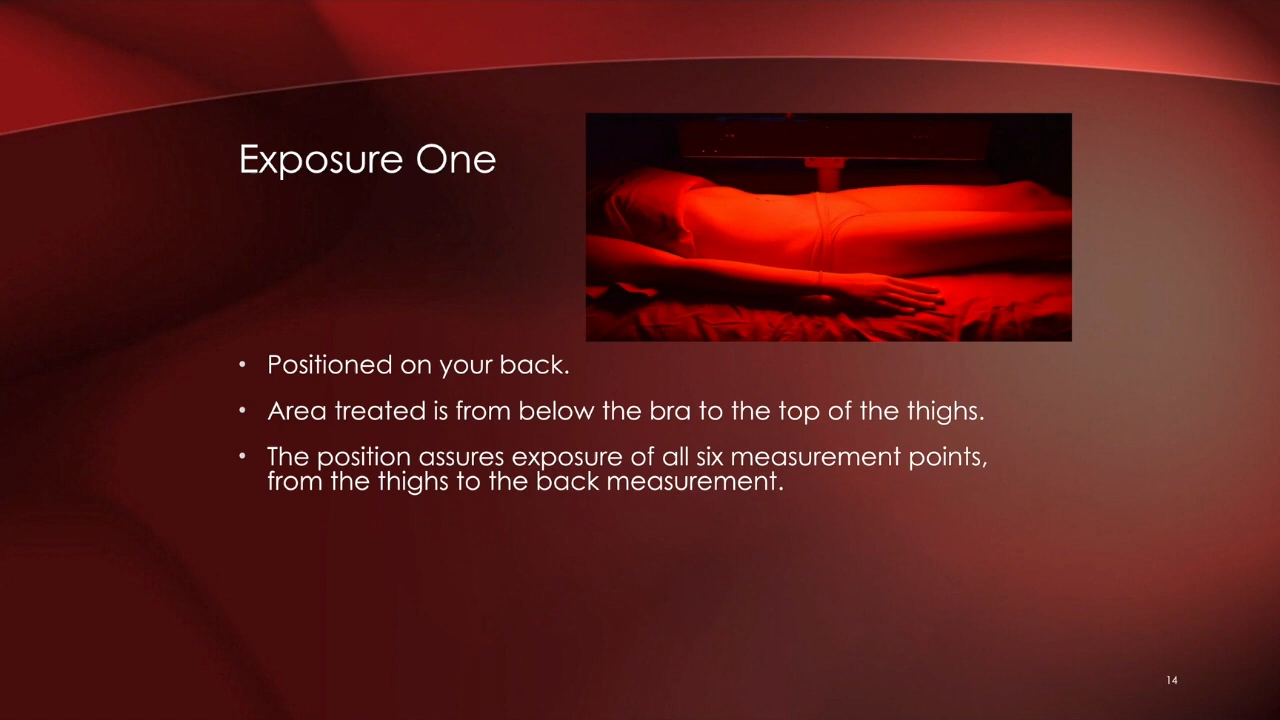 Exposure One
• Positioned on your back.
• Area treated is from below the bra to the top of the thighs.
• The position assures exposure of all six measurement points,
from the thighs to the back measurement.
14